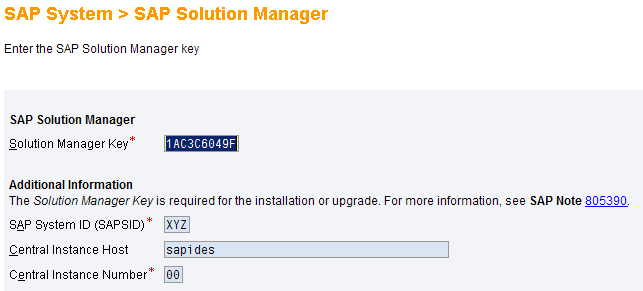 SAP System > SAP Solution Manager
Enter the SAP Solution Manager key
SAP Solution Manager
Solution Manager Key* 1AC3C6049F
Additional Information
The Solution Manager Key is required for the installation or upgrade. For more information, see SAP Note 805390.
SAP System ID (SAPSID)* XYZ
Central Instance Host sapides
Central Instance Number* 00